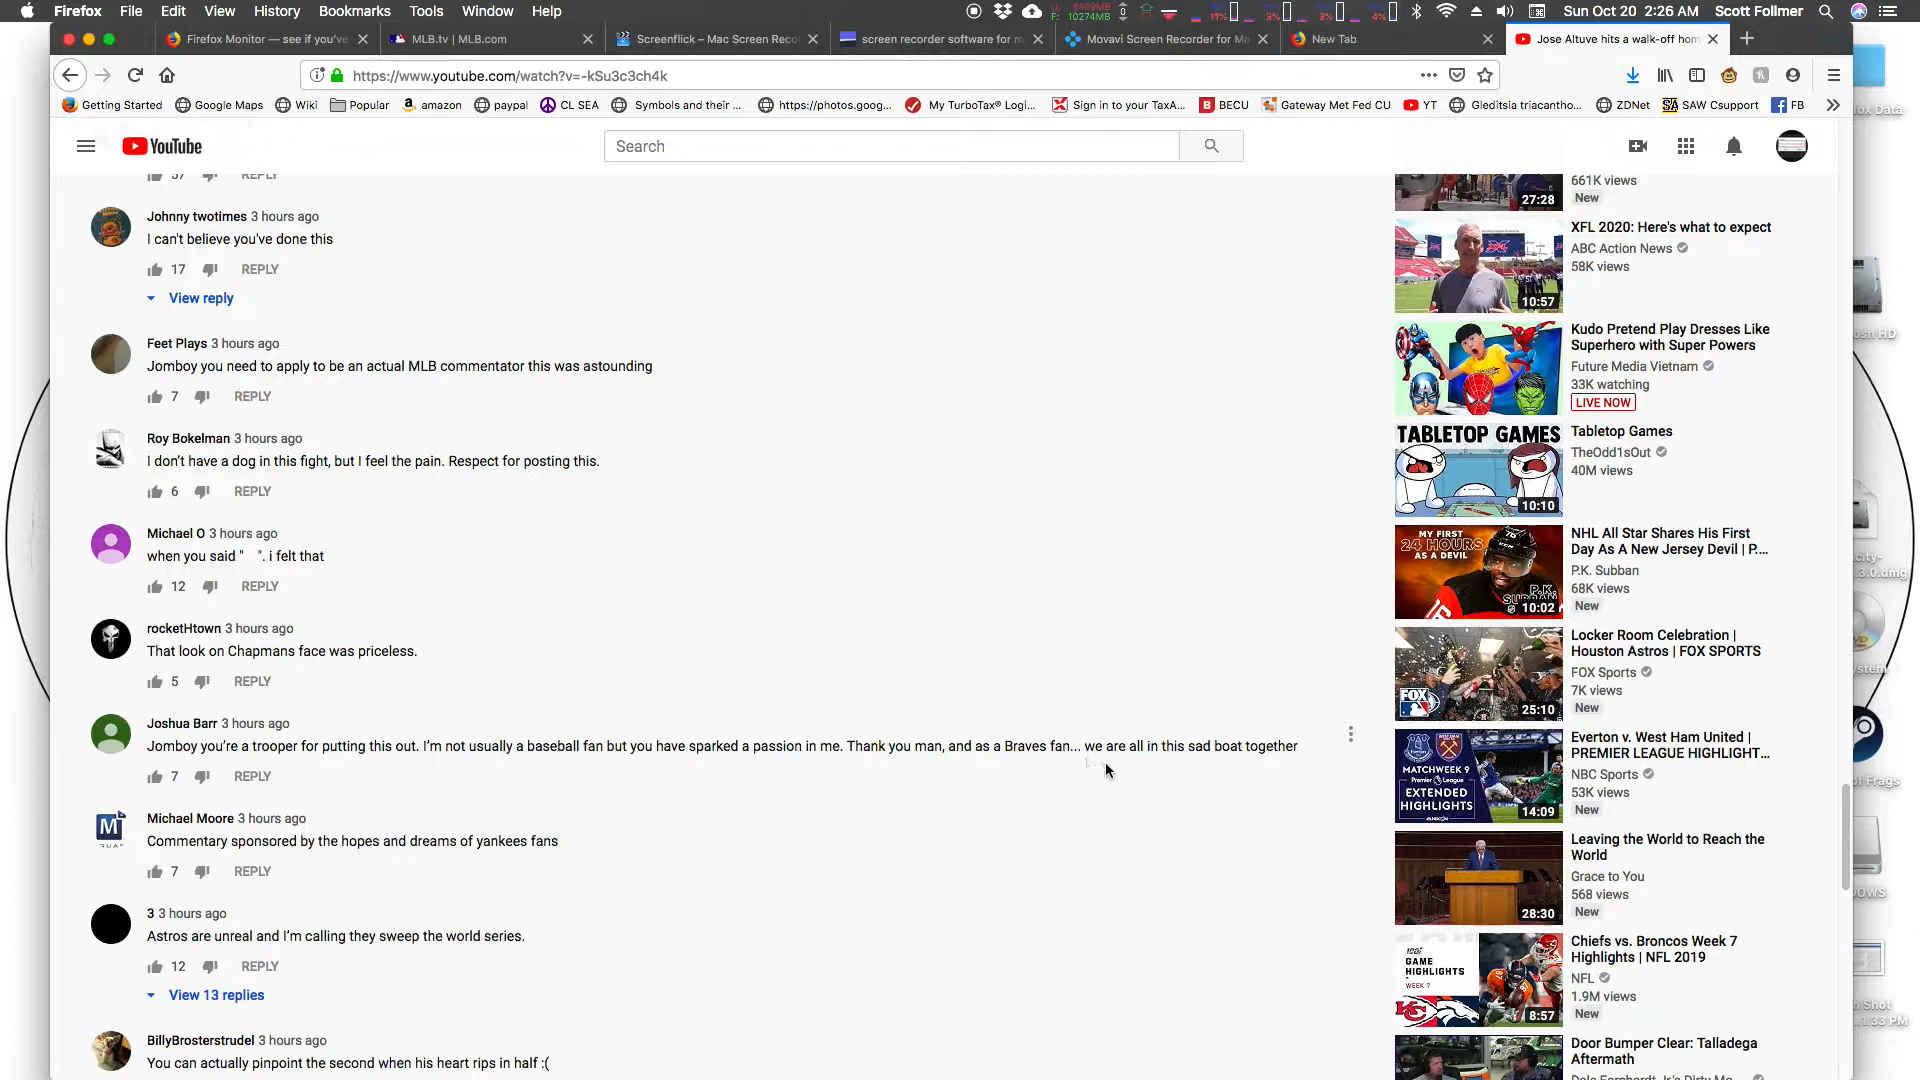 Firefox File Edit View History Bookmarks Tools Window Help
Sun Oct 20 2:26 AM Scott Follmer
Firefox Monitor — see if you've
MLB.tv | MLB.com
Screenflick – Mac Screen Reco
screen recorder software for m
Movavi Screen Recorder for Ma
New Tab
Jose Altuve hits a walk-off hom
https://www.youtube.com/watch?v=-kSu3c3ch4k
Getting Started Google Maps Wiki Popular amazon paypal CL SEA Symbols and their ... https://photos.goog... My TurboTax® Logi... Sign in to your TaxA... BECU Gateway Met Fed CU YT Gleditsia triacantho... ZDNet SAW Csupport FB
YouTube
Search
57 REPLY
Johnny twotimes 3 hours ago
I can't believe you've done this
17 REPLY
View reply
Feet Plays 3 hours ago
Jomboy you need to apply to be an actual MLB commentator this was astounding
7 REPLY
Roy Bokelman 3 hours ago
I don't have a dog in this fight, but I feel the pain. Respect for posting this.
6 REPLY
Michael O 3 hours ago
when you said " ". i felt that
12 REPLY
rocketHtown 3 hours ago
That look on Chapmans face was priceless.
5 REPLY
Joshua Barr 3 hours ago
Jomboy you're a trooper for putting this out. I'm not usually a baseball fan but you have sparked a passion in me. Thank you man, and as a Braves fan... we are all in this sad boat together
7 REPLY
Michael Moore 3 hours ago
Commentary sponsored by the hopes and dreams of yankees fans
7 REPLY
3 3 hours ago
Astros are unreal and I'm calling they sweep the world series.
12 REPLY
View 13 replies
BillyBrosterstrudel 3 hours ago
You can actually pinpoint the second when his heart rips in half :(
27:28
661K views
New
10:57
XFL 2020: Here's what to expect
ABC Action News
58K views
Kudo Pretend Play Dresses Like
Superhero with Super Powers
Future Media Vietnam
33K watching
LIVE NOW
TABLETOP GAMES
10:10
Tabletop Games
TheOdd1sOut
40M views
MY FIRST
24 HOURS
AS A DEVIL
P.K.
SUBBAN
10:02
NHL All Star Shares His First
Day As A New Jersey Devil | P....
P.K. Subban
68K views
New
FOX
25:10
Locker Room Celebration |
Houston Astros | FOX SPORTS
FOX Sports
7K views
New
MATCHWEEK 9
Premier League
EXTENDED
HIGHLIGHTS
14:09
Everton v. West Ham United |
PREMIER LEAGUE HIGHLIGHT...
NBC Sports
53K views
New
28:30
Leaving the World to Reach the
World
Grace to You
568 views
New
GAME
HIGHLIGHTS
WEEK 7
8:57
Chiefs vs. Broncos Week 7
Highlights | NFL 2019
NFL
1.9M views
New
Door Bumper Clear: Talladega
Aftermath